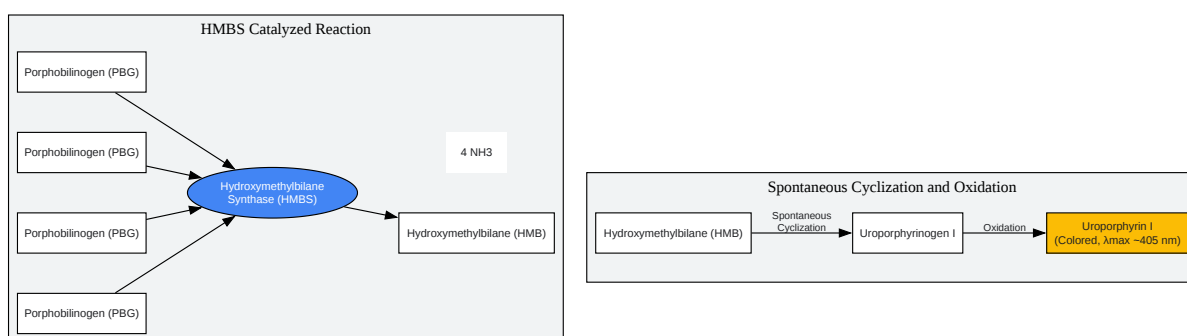 HMBS Catalyzed Reaction
Porphobilinogen (PBG)
Porphobilinogen (PBG)
4 NH3
Hydroxymethylbilane
Synthase (HMBS)
Porphobilinogen (PBG)
Hydroxymethylbilane (HMB)
Porphobilinogen (PBG)
Spontaneous Cyclization and Oxidation
Hydroxymethylbilane (HMB)
Spontaneous
Cyclization
Uroporphyrinogen I
Oxidation
Uroporphyrin I
(Colored, λmax ~405 nm)